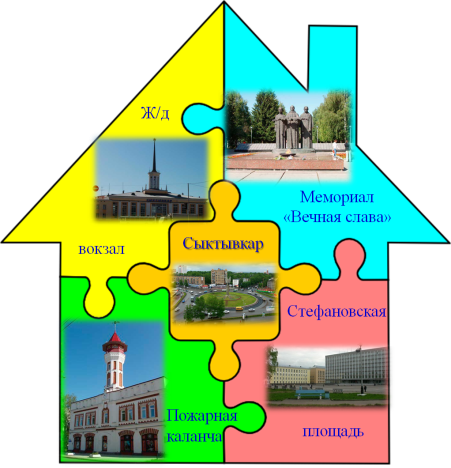 Ж/д
вокзал
Мемориал
«Вечная слава»
Сыктывкар
Стефановская
площадь
Пожарная
каланча